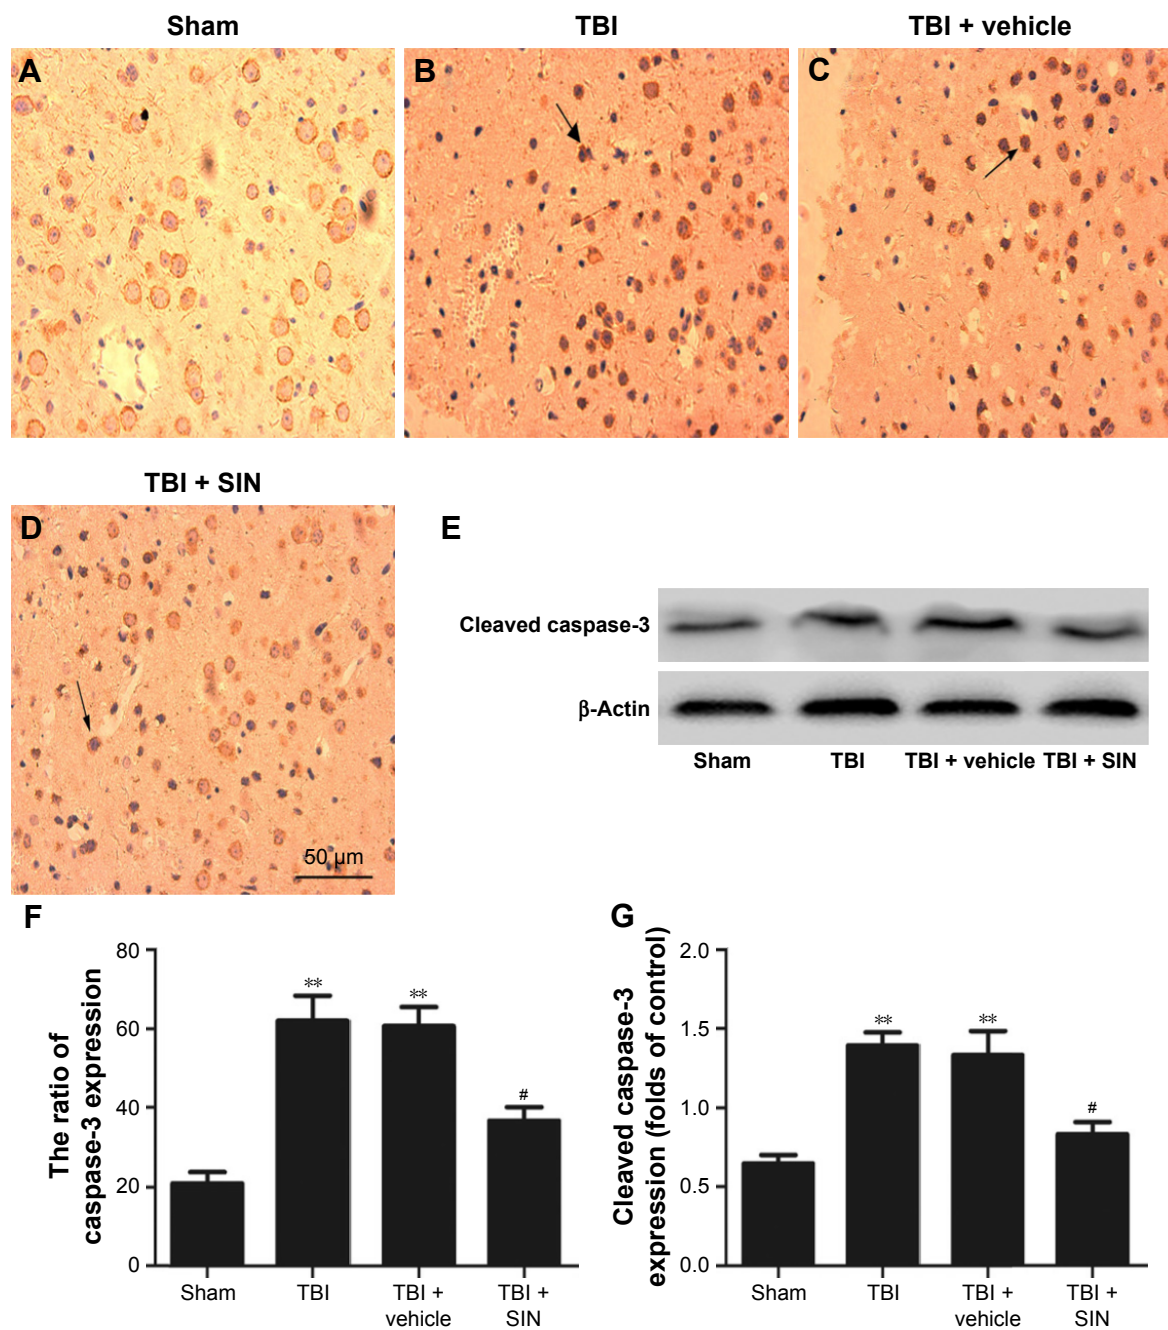 Sham
TBI
TBI + vehicle
A
B
C
TBI + SIN
D
50 µm
E
Cleaved caspase-3
β-Actin
Sham TBI TBI + vehicle TBI + SIN
F
The ratio of
caspase-3 expression
80
60
40
20
0
**
**
#
Sham
TBI
TBI +
vehicle
TBI +
SIN
G
Cleaved caspase-3
expression (folds of control)
2.0
1.5
1.0
0.5
0.0
**
**
#
Sham
TBI
TBI +
vehicle
TBI +
SIN